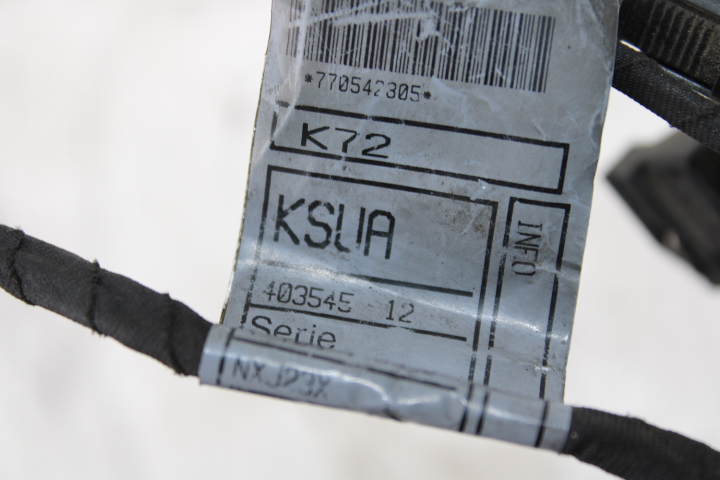 *770542305*
K72
KSUA
INFO
403545 12
Serie
NXJ23X